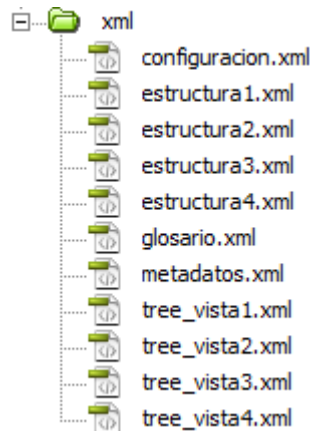 xml
configuracion.xml
estructura1.xml
estructura2.xml
estructura3.xml
estructura4.xml
glosario.xml
metadatos.xml
tree_vista1.xml
tree_vista2.xml
tree_vista3.xml
tree_vista4.xml